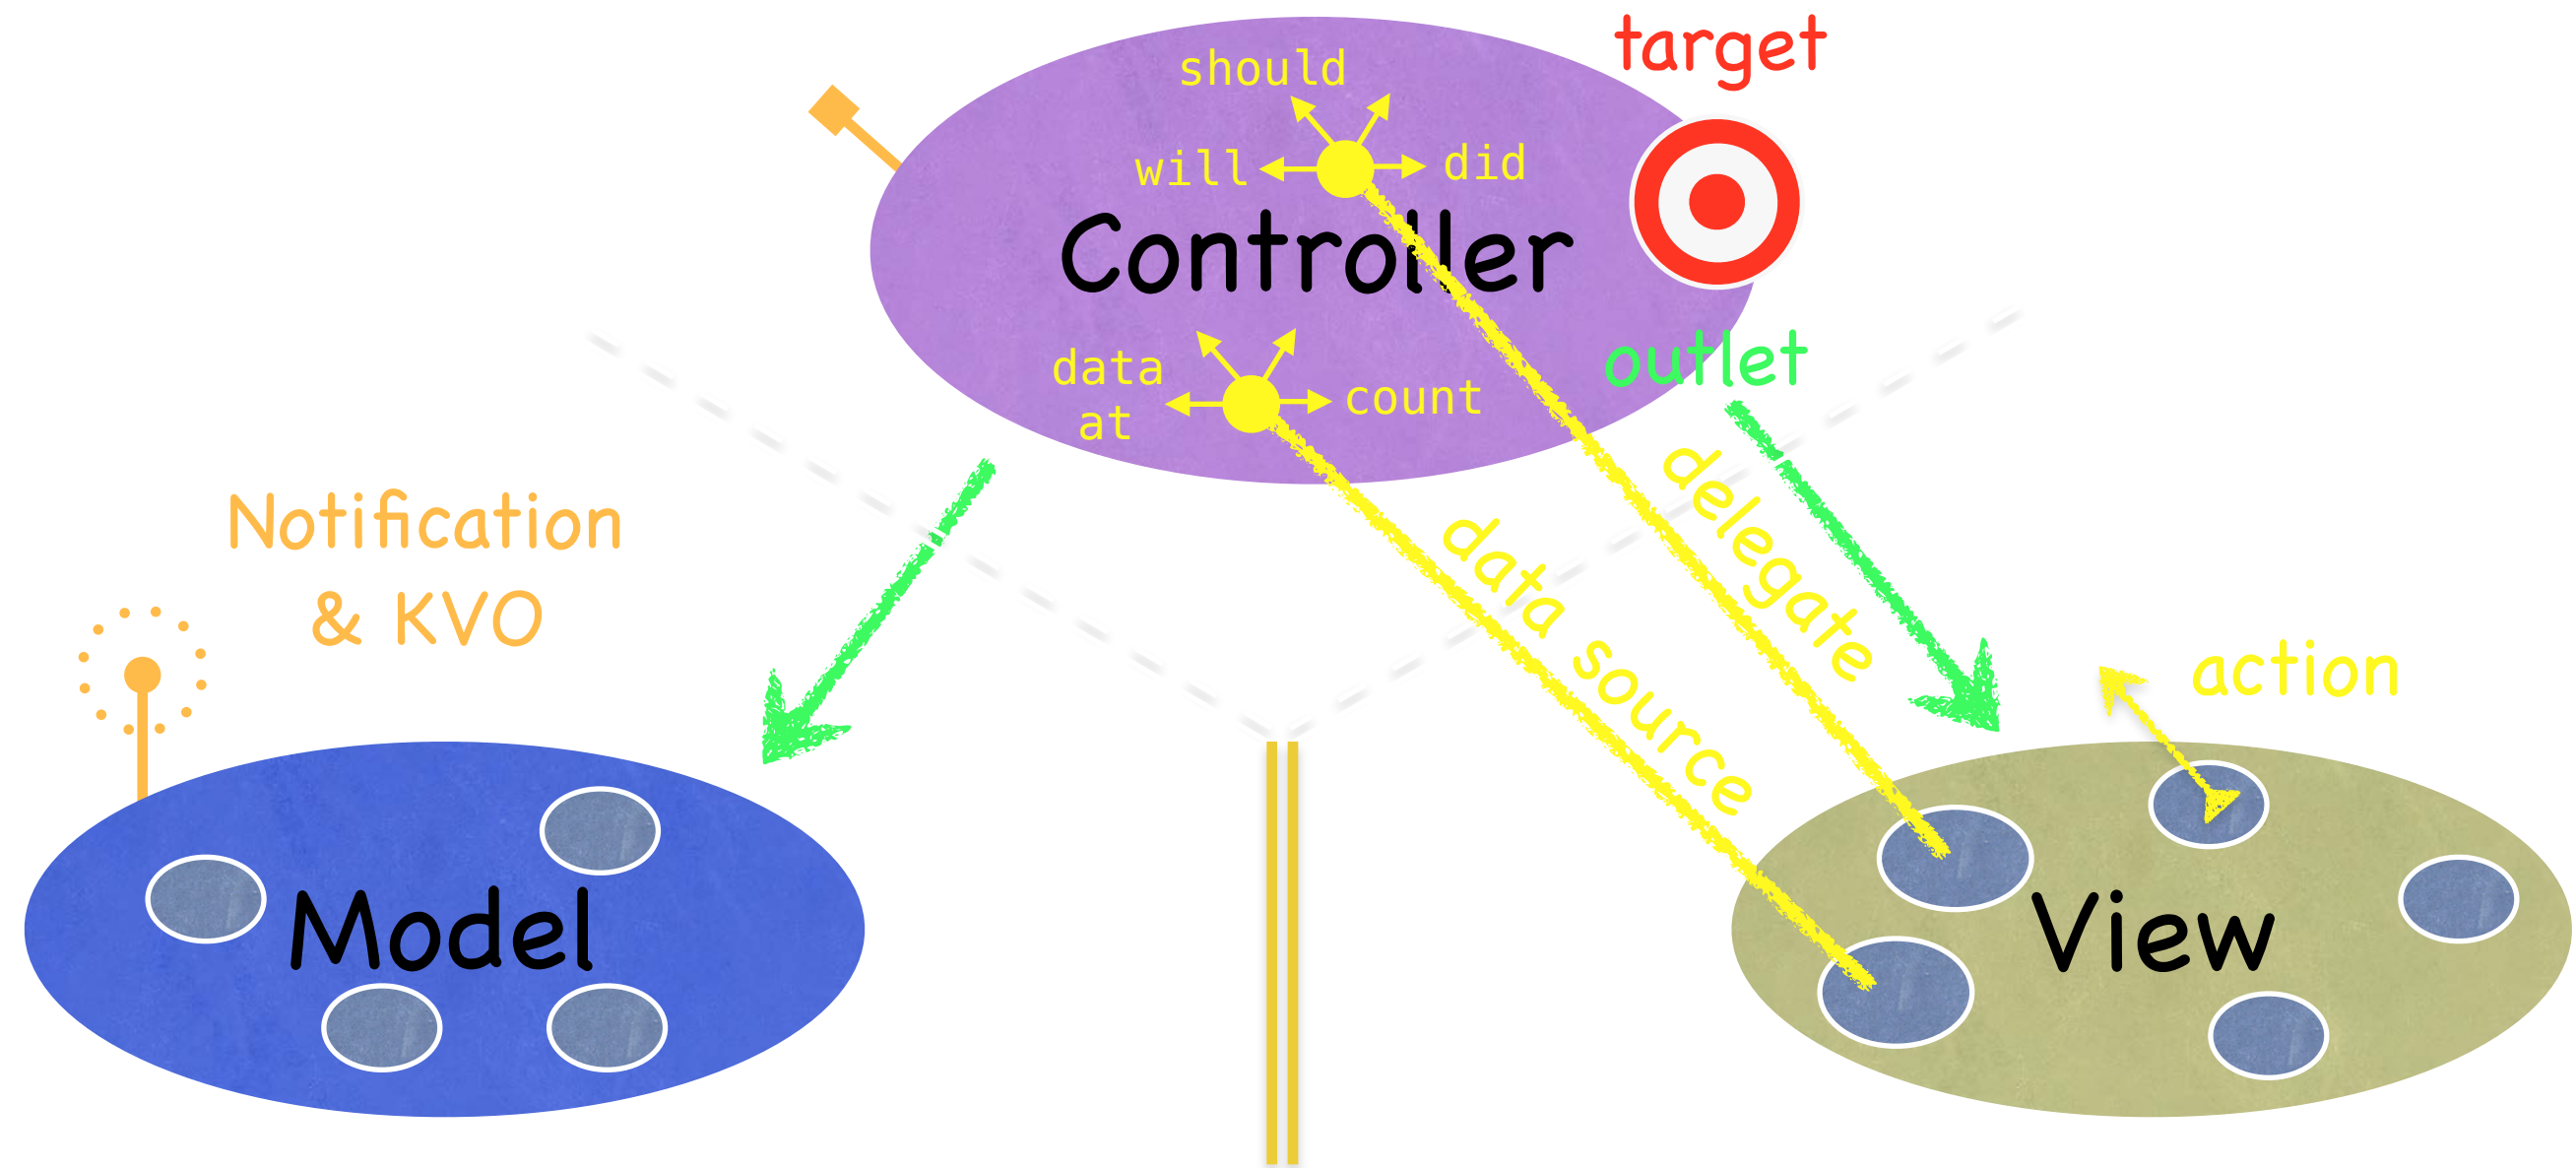 target
should
will
did
Controller
outlet
data
at
count
delegate
Notification
& KVO
data source
action
Model
View